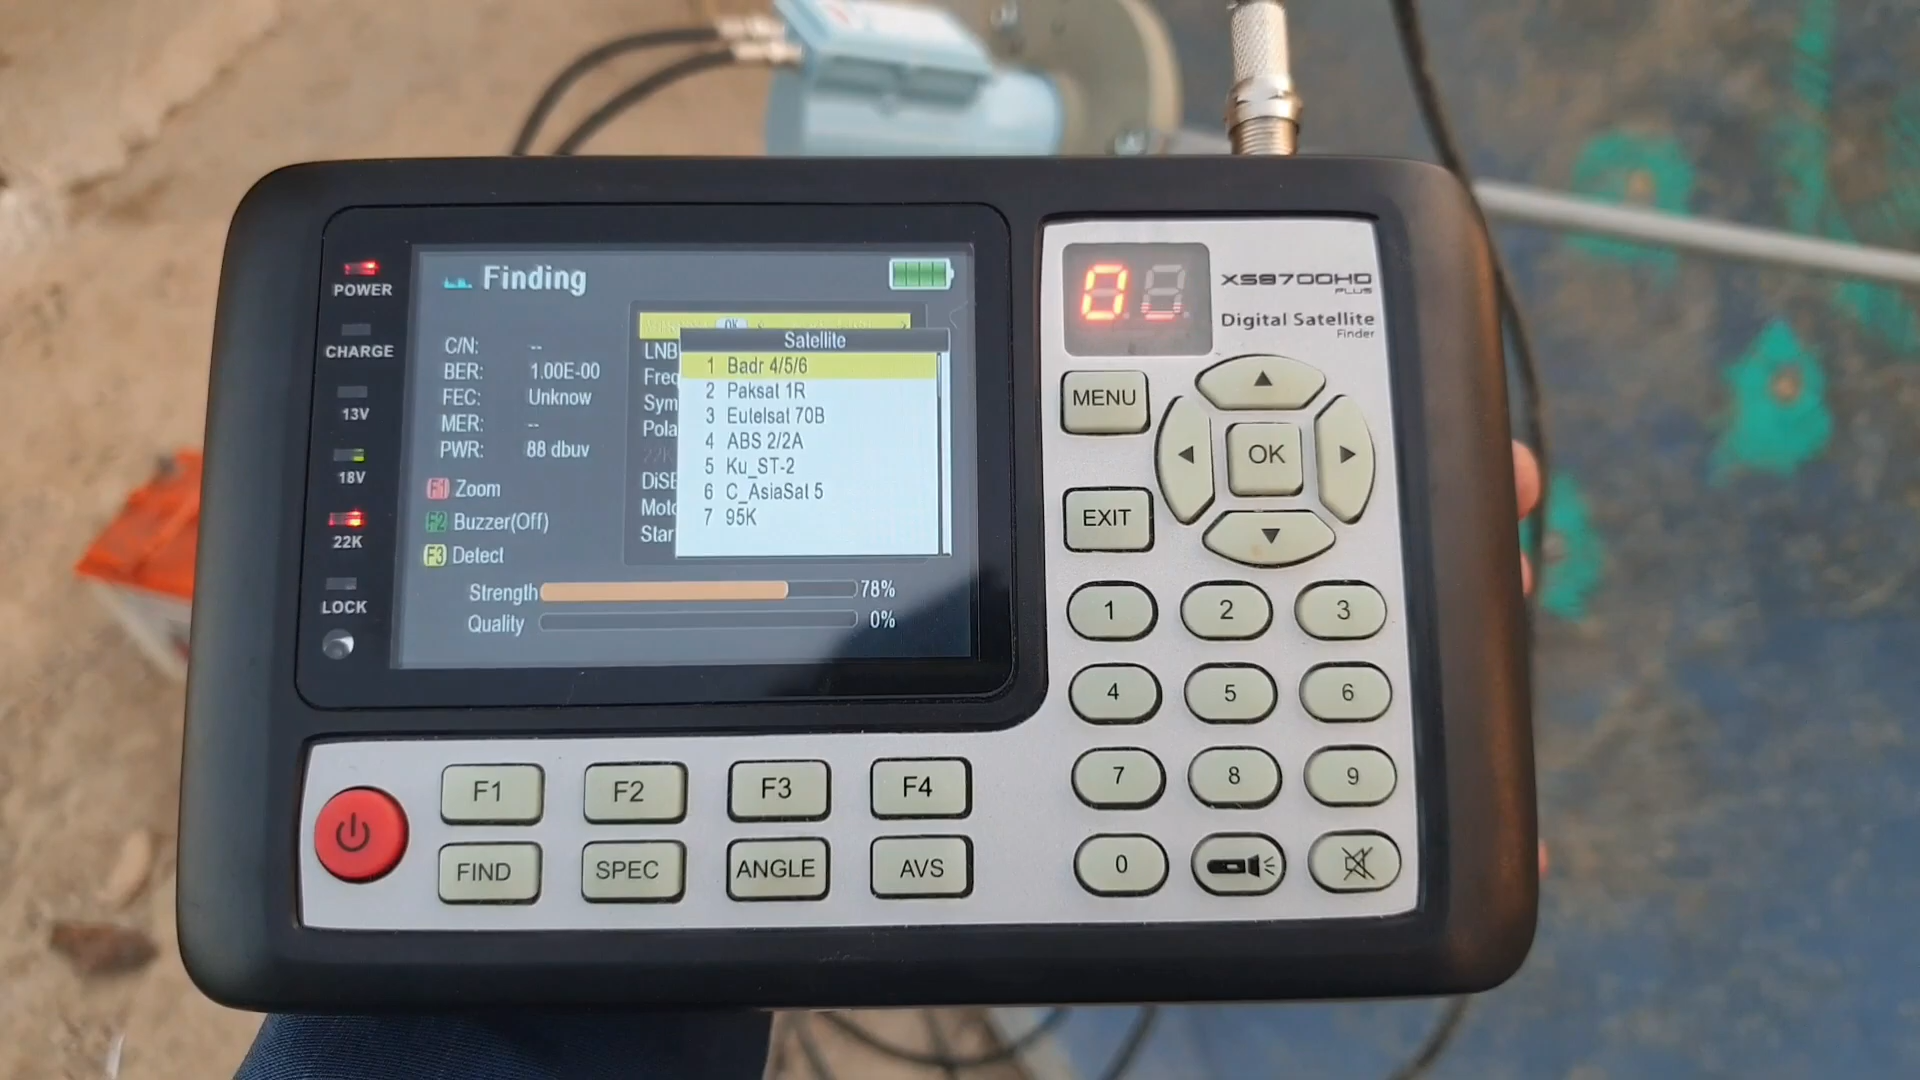 POWER
CHARGE
13V
18V
22K
LOCK
Finding
C/N: --
BER: 1.00E-00
FEC: Unknow
MER: --
PWR: 88 dbuv
F1 Zoom
F2 Buzzer(Off)
F3 Detect
OK
LNB
Freq
Sym
Pola
22K
DiSE
Moto
Star
Satellite
1 Badr 4/5/6
2 Paksat 1R
3 Eutelsat 70B
4 ABS 2/2A
5 Ku_ST-2
6 C_AsiaSat 5
7 95K
Strength 78%
Quality 0%
0
XS8700HD
PLUS
Digital Satellite
Finder
MENU
OK
EXIT
1 2 3
4 5 6
7 8 9
0
F1 F2 F3 F4
FIND SPEC ANGLE AVS